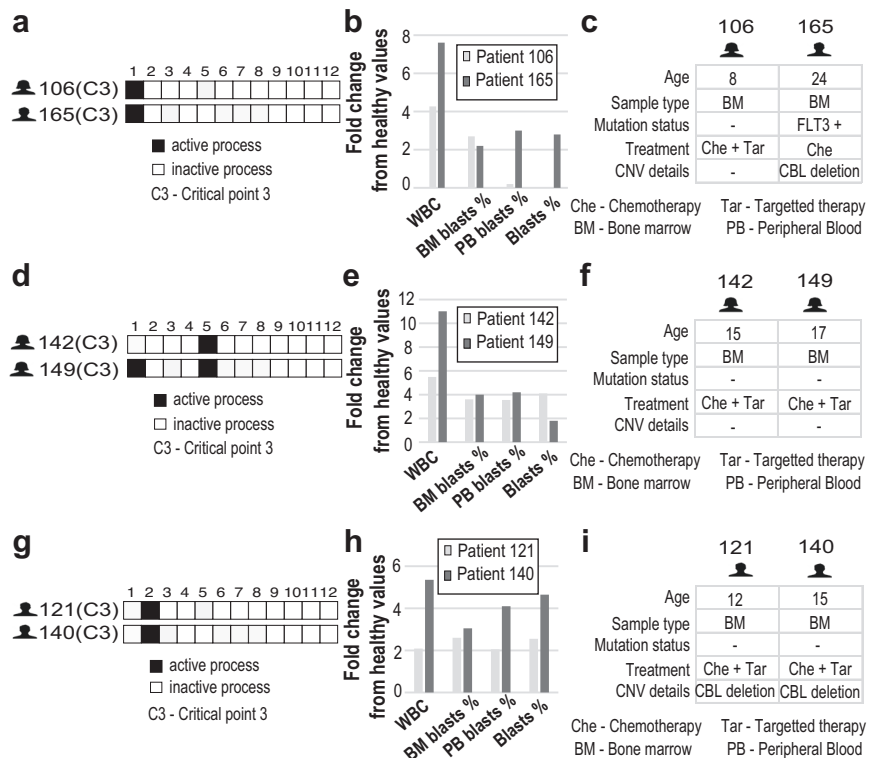 a
1 2 3 4 5 6 7 8 9 10 11 12
106(C3)
165(C3)
active process
inactive process
C3 - Critical point 3
b
Fold change
from healthy values
8
6
4
2
0
Patient 106
Patient 165
WBC
BM blasts %
PB blasts %
Blasts %
c
106 165
Age 8 24
Sample type BM BM
Mutation status - FLT3 +
Treatment Che + Tar Che
CNV details - CBL deletion
Che - Chemotherapy Tar - Targetted therapy
BM - Bone marrow PB - Peripheral Blood
d
1 2 3 4 5 6 7 8 9 10 11 12
142(C3)
149(C3)
active process
inactive process
C3 - Critical point 3
e
Fold change
from healthy values
12
10
8
6
4
2
0
Patient 142
Patient 149
WBC
BM blasts %
PB blasts %
Blasts %
f
142 149
Age 15 17
Sample type BM BM
Mutation status - -
Treatment Che + Tar Che + Tar
CNV details - -
Che - Chemotherapy Tar - Targetted therapy
BM - Bone marrow PB - Peripheral Blood
g
1 2 3 4 5 6 7 8 9 10 11 12
121(C3)
140(C3)
active process
inactive process
C3 - Critical point 3
h
Fold change
from healthy values
6
4
2
0
Patient 121
Patient 140
WBC
BM blasts %
PB blasts %
Blasts %
i
121 140
Age 12 15
Sample type BM BM
Mutation status - -
Treatment Che + Tar Che + Tar
CNV details CBL deletion CBL deletion
Che - Chemotherapy Tar - Targetted therapy
BM - Bone marrow PB - Peripheral Blood